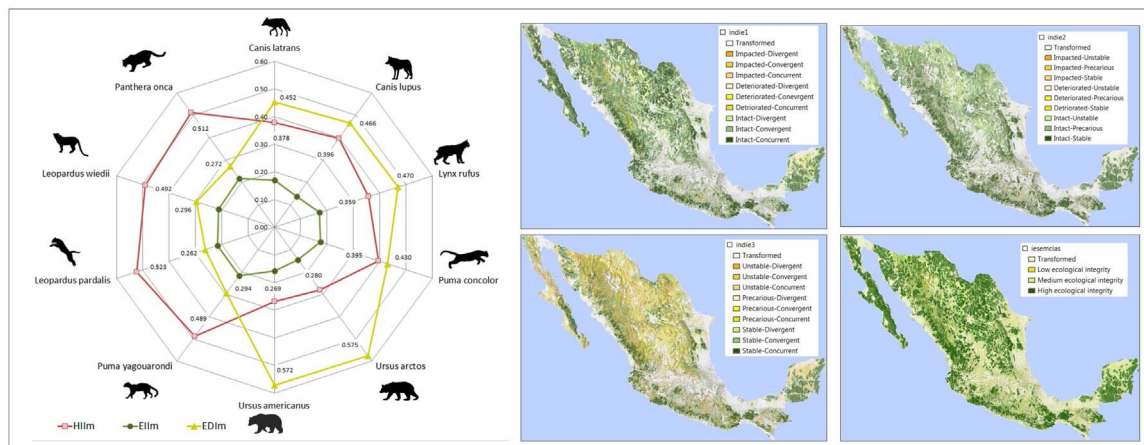 Canis latrans
0.60
Panthera onca
Canis lupus
0.50
0.452
0.466
0.40
0.512
0.378
0.396
0.30
0.272
Leopardus wiedii
Lynx rufus
0.20
0.470
0.492
0.10
0.359
0.296
0.00
0.395
0.430
Puma concolor
0.523
0.262
Leopardus pardalis
0.280
0.294
0.269
0.489
0.575
Puma yagouarondi
Ursus arctos
0.572
Ursus americanus
HIIm
EIIm
EDIm
indie1
Transformed
Impacted-Divergent
Impacted-Convergent
Impacted-Concurrent
Deteriorated-Divergent
Deteriorated-Conevrgent
Deteriorated-Concurrent
Intact-Divergent
Intact-Convergent
Intact-Concurrent
indie2
Transformed
Impacted-Unstable
Impacted-Precarious
Impacted-Stable
Deteriorated-Unstable
Deteriorated-Precarious
Deteriorated-Stable
Intact-Unstable
Intact-Precarious
Intact-Stable
indie3
Transformed
Unstable-Divergent
Unstable-Convergent
Unstable-Concurrent
Precarious-Divergent
Precarious-Convergent
Precarious-Concurrent
Stable-Divergent
Stable-Convergent
Stable-Concurrent
iesemclas
Transformed
Low ecological integrity
Medium ecological integrity
High ecological integrity